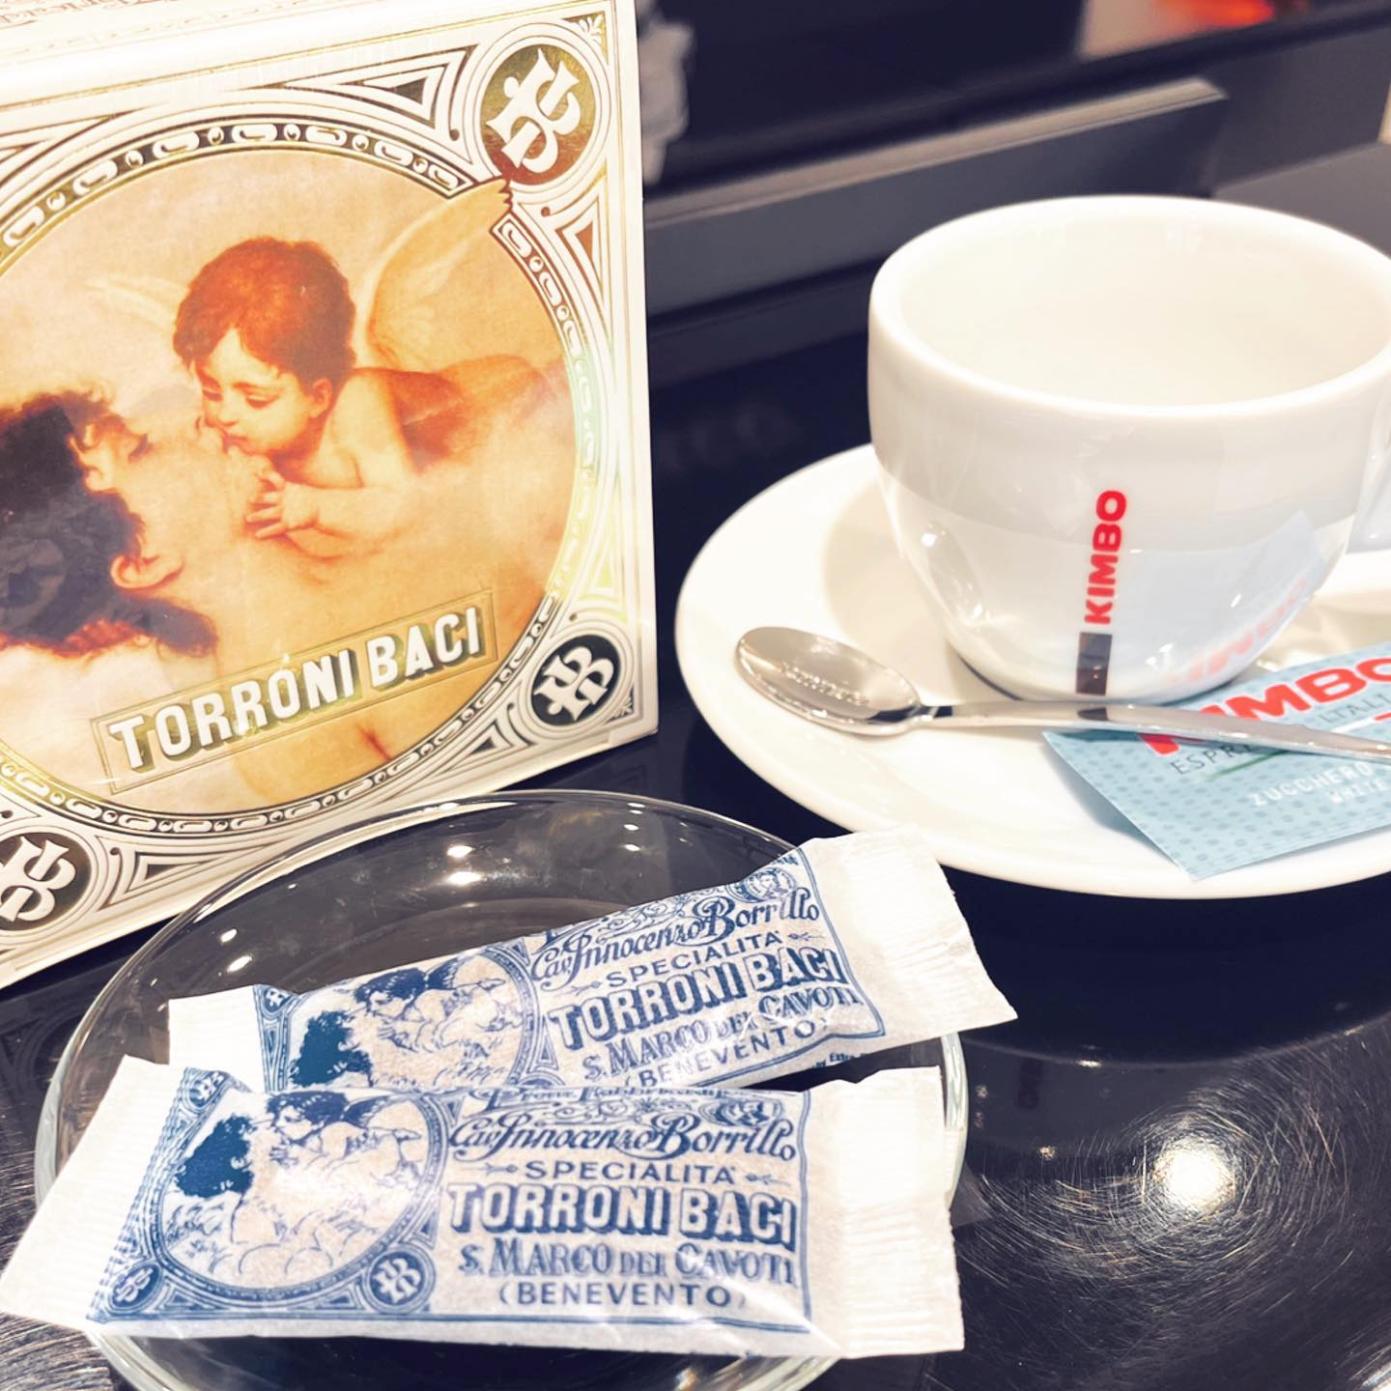 TORRONI BACI
KIMBO
KIMBO
ZUCCHERO
Cav. Innocenzo Borrillo
SPECIALITA'
TORRONI BACI
S. MARCO DEI CAVOTI
(BENEVENTO)
Cav. Innocenzo Borrillo
SPECIALITA'
TORRONI BACI
S. MARCO DEI CAVOTI
(BENEVENTO)